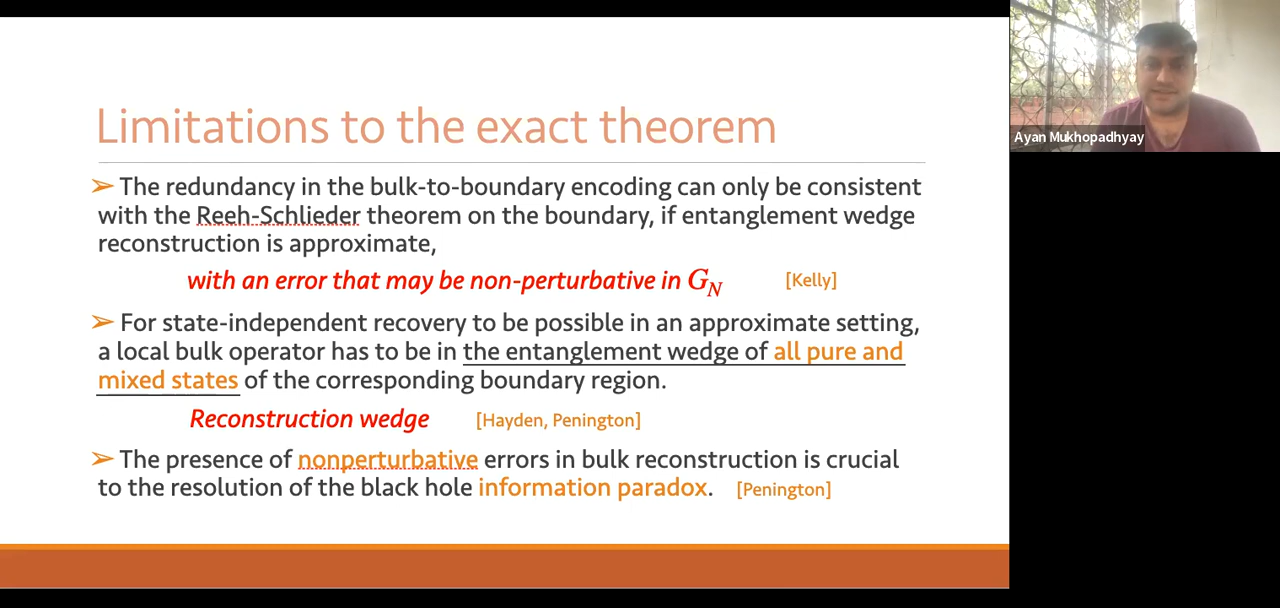 Limitations to the exact theorem
➢ The redundancy in the bulk-to-boundary encoding can only be consistent
with the Reeh-Schlieder theorem on the boundary, if entanglement wedge
reconstruction is approximate,
with an error that may be non-perturbative in G_N [Kelly]
➢ For state-independent recovery to be possible in an approximate setting,
a local bulk operator has to be in the entanglement wedge of all pure and
mixed states of the corresponding boundary region.
Reconstruction wedge [Hayden, Penington]
➢ The presence of nonperturbative errors in bulk reconstruction is crucial
to the resolution of the black hole information paradox. [Penington]
Ayan Mukhopadhyay